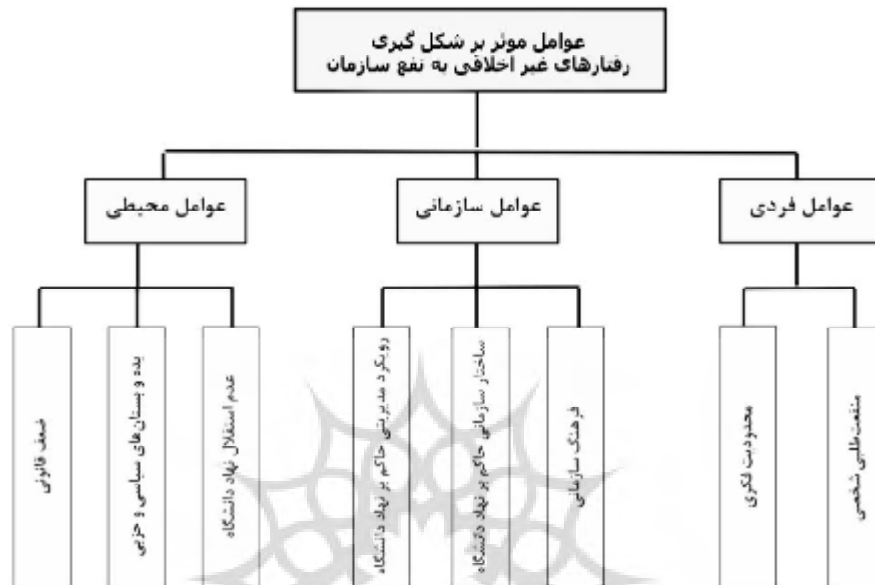 عوامل موثر بر شکل گیری
رفتارهای غیر اخلاقی به نفع سازمان
عوامل فردی
عوامل سازمانی
عوامل محیطی
منفعت‌طلبی شخصی
محدودیت فکری
فرهنگ سازمانی
ساختار سازمانی حاکم بر نهاد دانشگاه
رویکرد مدیریتی حاکم بر نهاد دانشگاه
عدم استقلال نهاد دانشگاه
بده و بستان‌های سیاسی و حزبی
ضعف قانونی